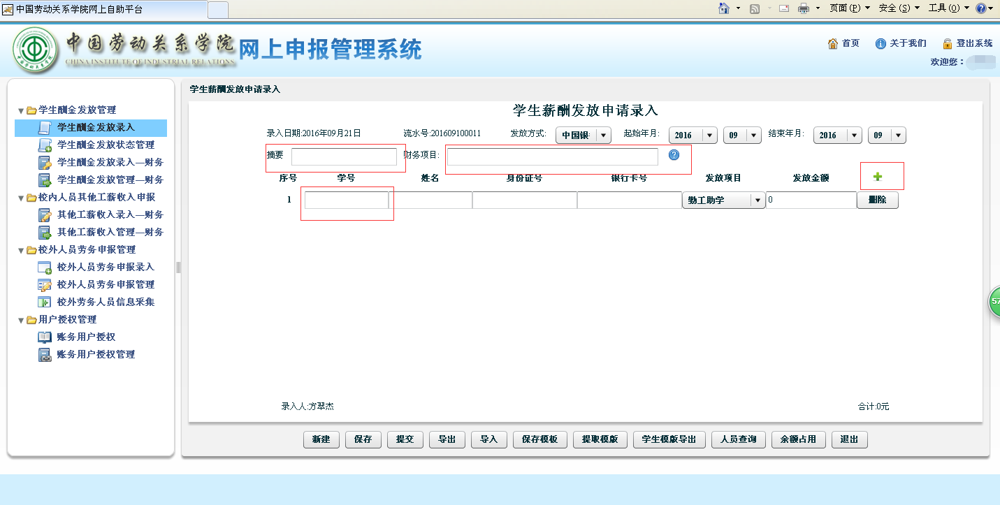 中国劳动关系学院网上自助平台
页面(P) 安全(S) 工具(O)
中国劳动关系学院 网上申报管理系统
CHINA INSTITUTE OF INDUSTRIAL RELATIONS
首页 关于我们 登出系统
欢迎您：
学生酬金发放管理
学生酬金发放录入
学生酬金发放状态管理
学生酬金发放录入—财务
学生酬金发放管理—财务
校内人员其他工薪收入申报
其他工薪收入录入—财务
其他工薪收入管理—财务
校外人员劳务申报管理
校外人员劳务申报录入
校外人员劳务申报管理
校外劳务人员信息采集
用户授权管理
账务用户授权
账务用户授权管理
学生薪酬发放申请录入
学生薪酬发放申请录入
录入日期:2016年09月21日 流水号:201609100011 发放方式: 中国银 起始年月: 2016 09 结束年月: 2016 09
摘要 财务项目:
序号 学号 姓名 身份证号 银行卡号 发放项目 发放金额
1 勤工助学 0 删除
录入人:方翠杰 合计:0元
新建 保存 提交 导出 导入 保存模板 提取模版 学生模版导出 人员查询 余额占用 退出
57